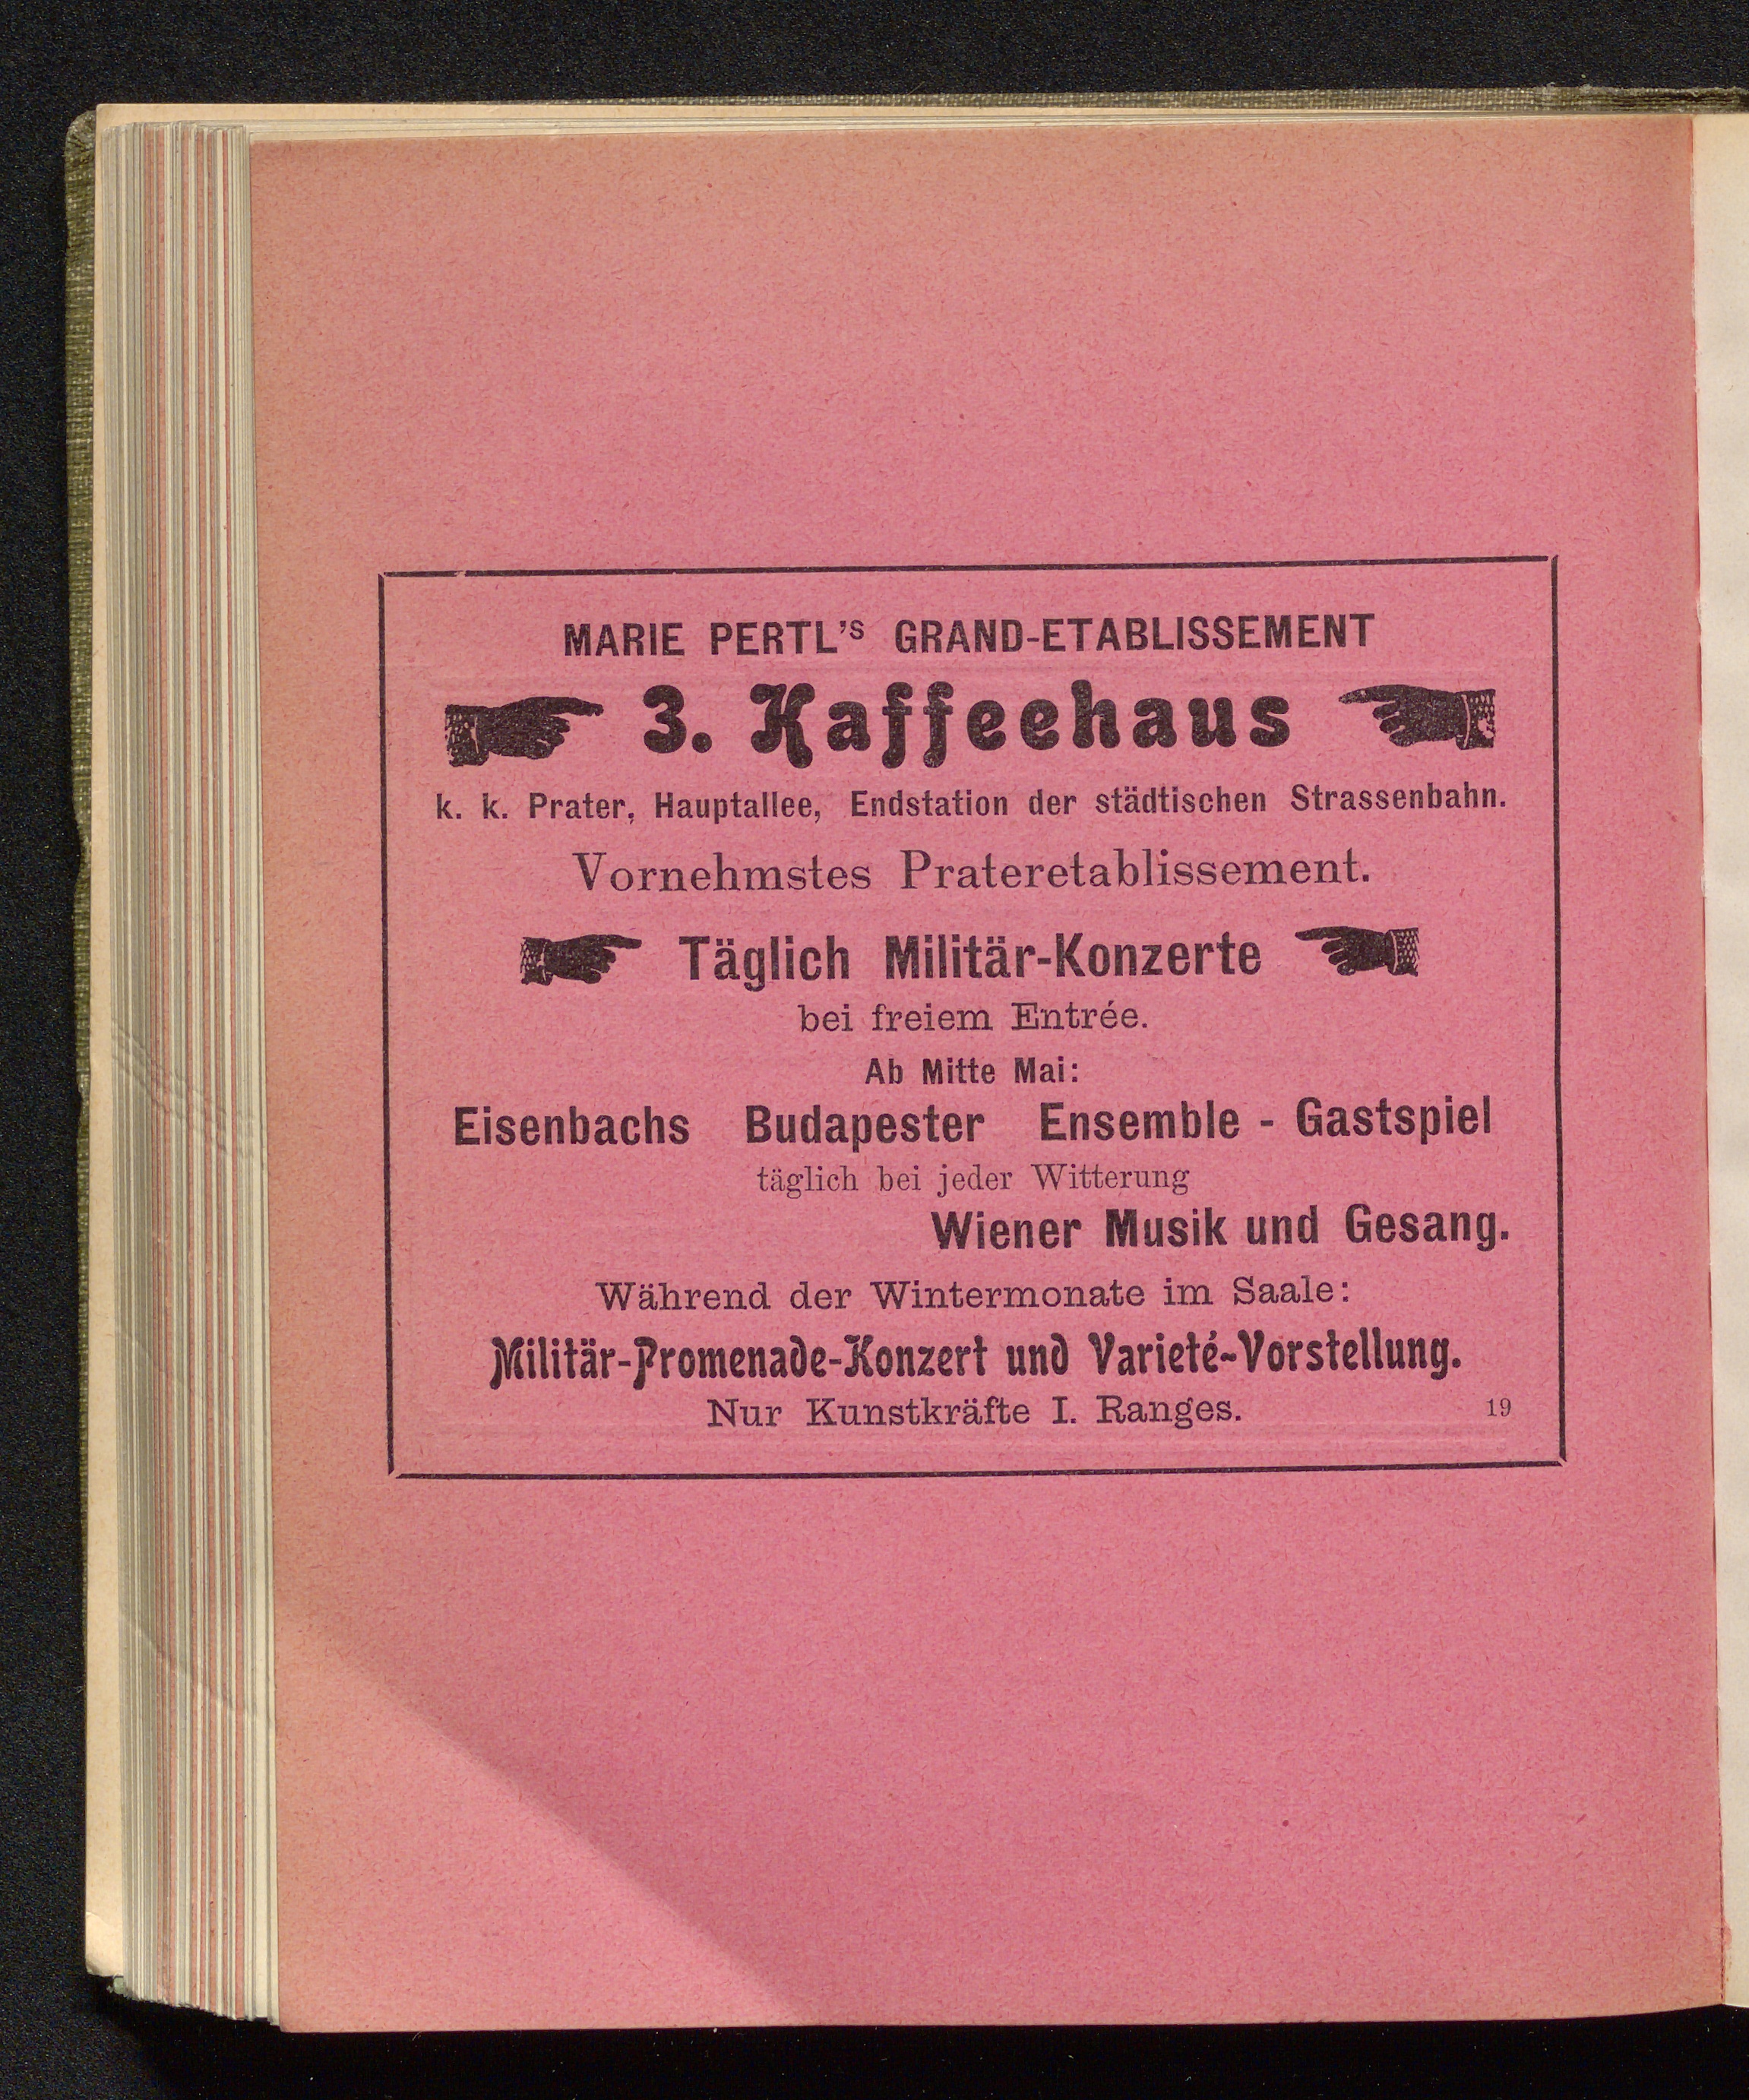 MARIE PERTL's GRAND-ETABLISSEMENT
3. Kaffeehaus
k. k. Prater, Hauptallee, Endstation der städtischen Strassenbahn.
Vornehmstes Prateretablissement.
Täglich Militär-Konzerte
bei freiem Entrée.
Ab Mitte Mai:
Eisenbachs Budapester Ensemble - Gastspiel
täglich bei jeder Witterung
Wiener Musik und Gesang.
Während der Wintermonate im Saale:
Militär-Promenade-Konzert und Varieté-Vorstellung.
Nur Kunstkräfte I. Ranges. 19